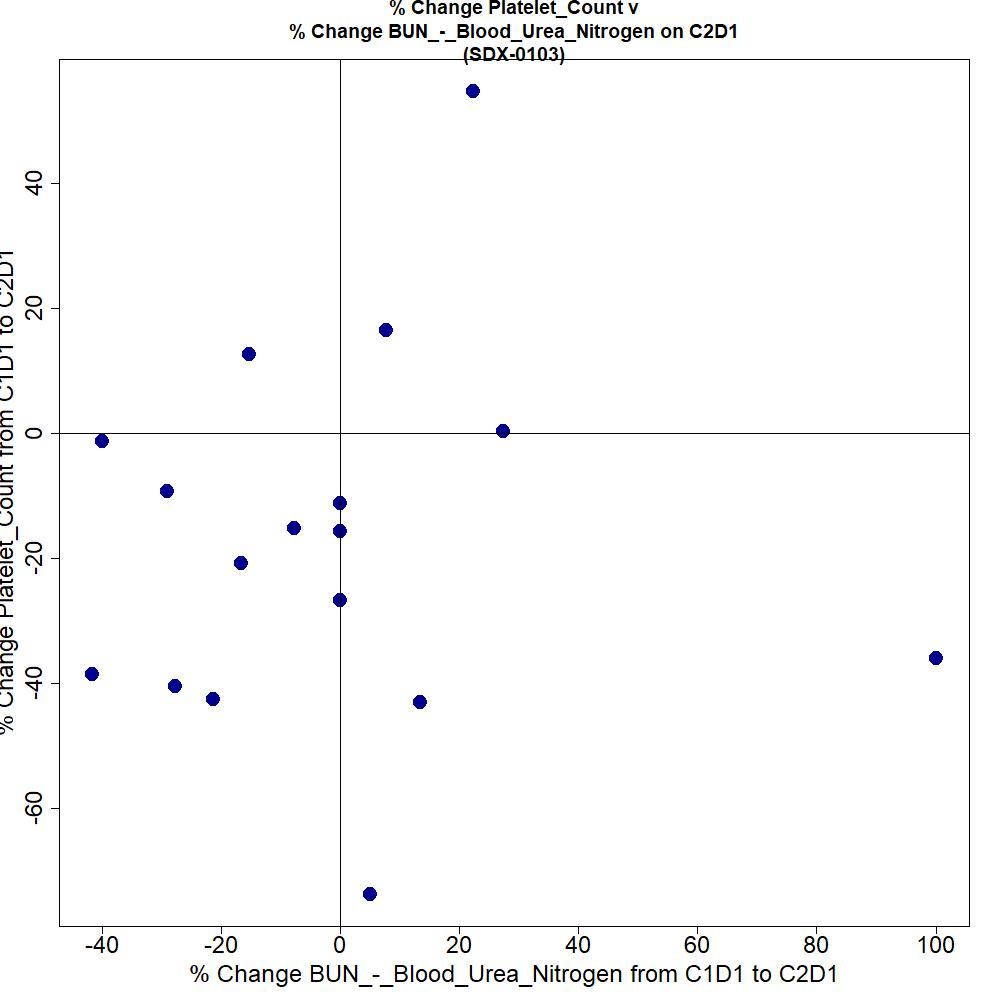 % Change Platelet_Count v
% Change BUN_-_Blood_Urea_Nitrogen on C2D1
(SDX-0103)
% Change Platelet_Count from C1D1 to C2D1
40
20
0
-20
-40
-60
-40
-20
0
20
40
60
80
100
% Change BUN_-_Blood_Urea_Nitrogen from C1D1 to C2D1